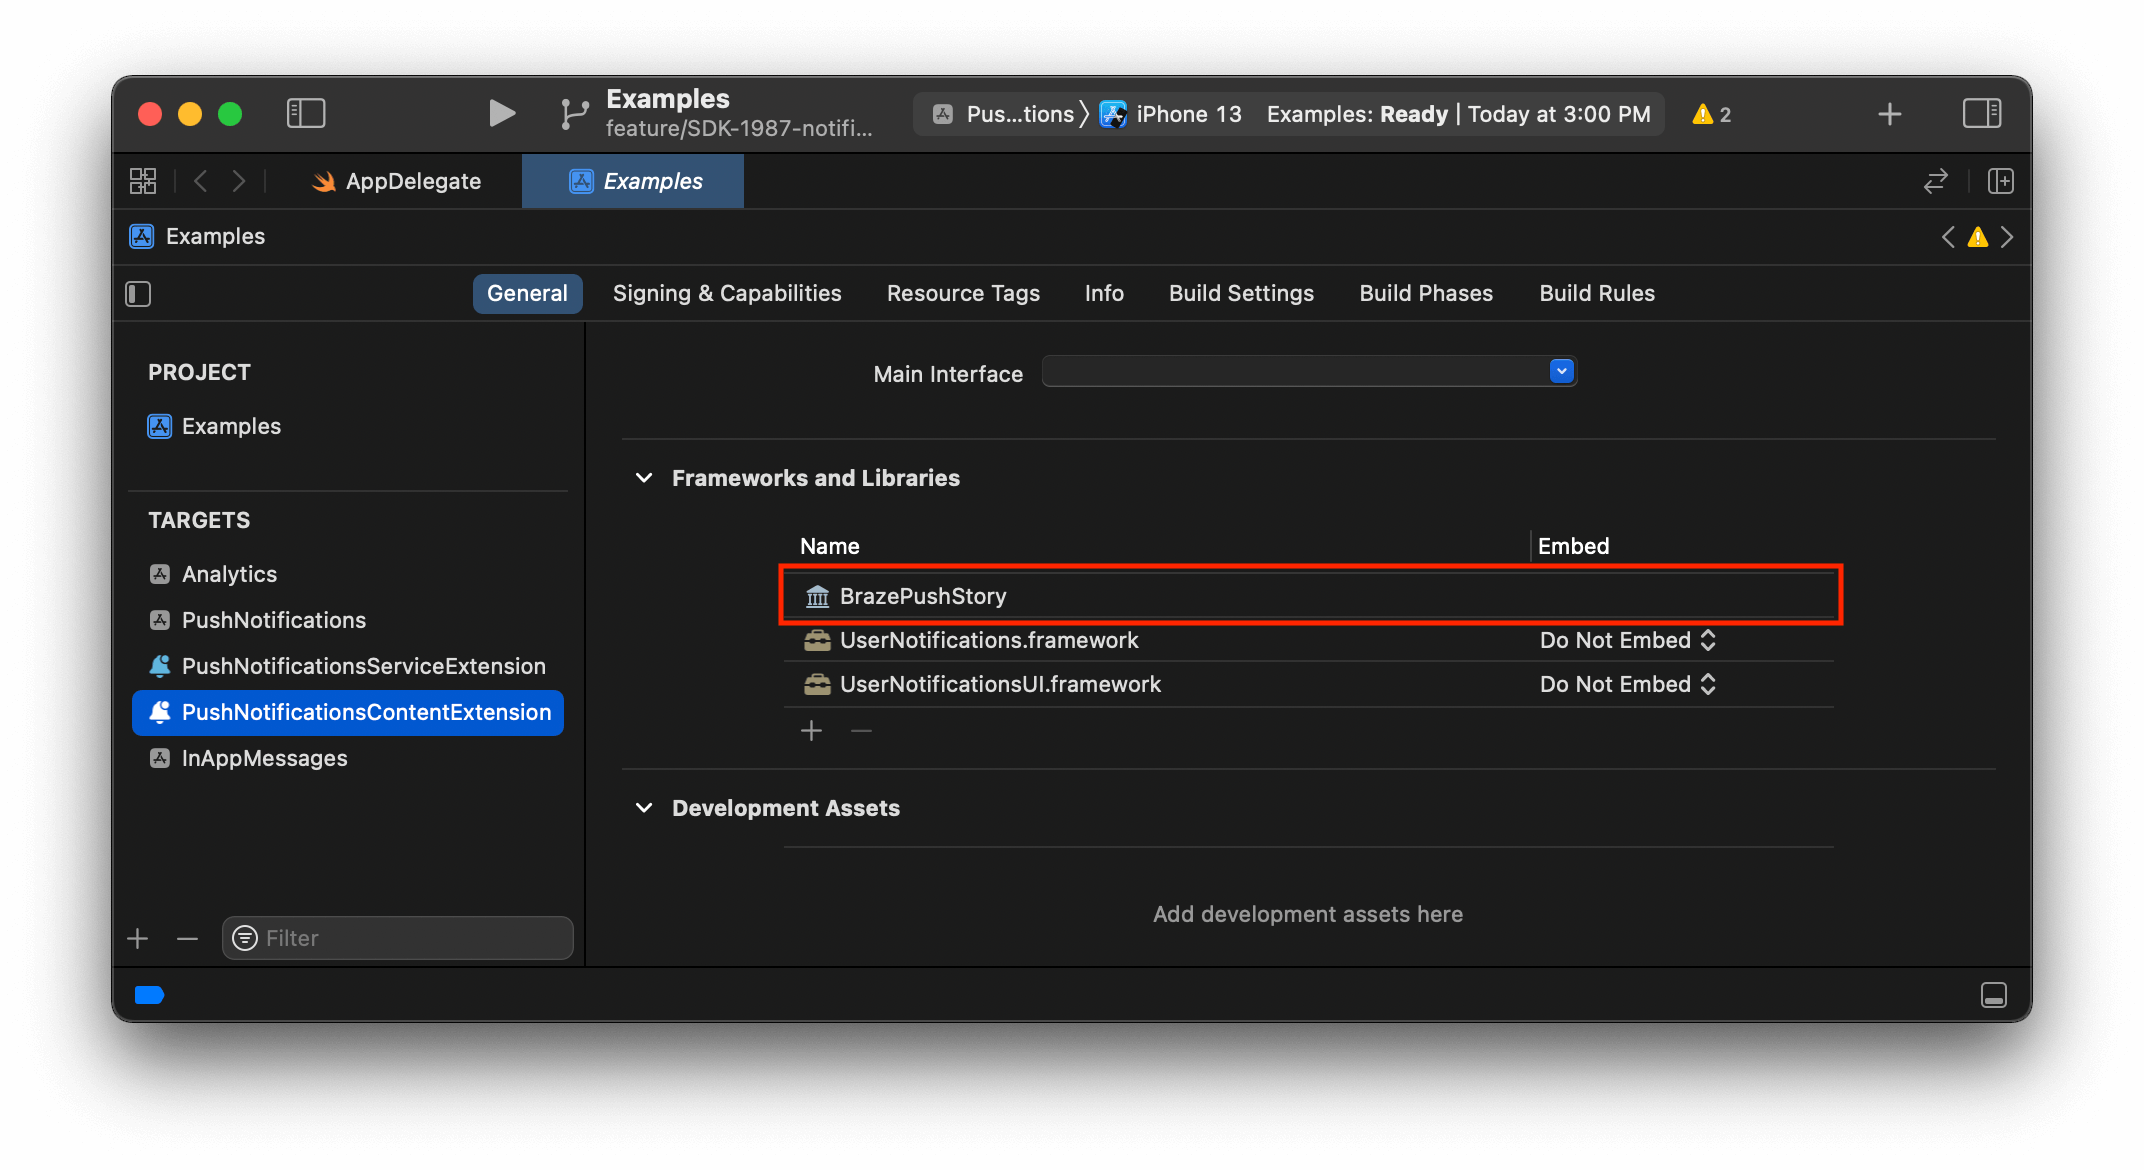 Examples
feature/SDK-1987-notifi...
Pus...tions
iPhone 13
Examples: Ready | Today at 3:00 PM
2
AppDelegate
Examples
Examples
General
Signing & Capabilities
Resource Tags
Info
Build Settings
Build Phases
Build Rules
PROJECT
Examples
TARGETS
Analytics
PushNotifications
PushNotificationsServiceExtension
PushNotificationsContentExtension
InAppMessages
Filter
Main Interface
Frameworks and Libraries
Name Embed
BrazePushStory
UserNotifications.framework Do Not Embed
UserNotificationsUI.framework Do Not Embed
Development Assets
Add development assets here